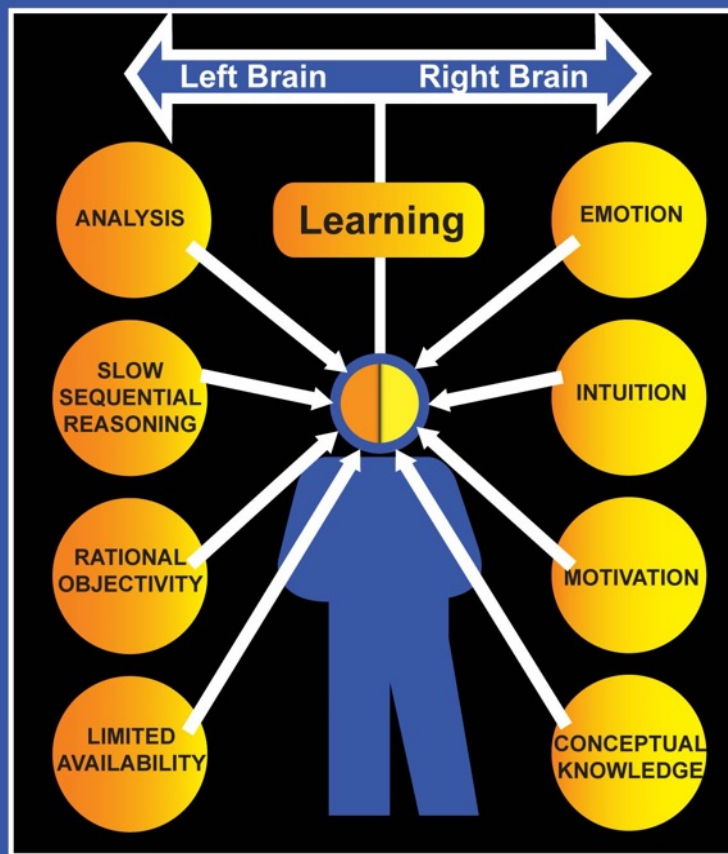 Left Brain Right Brain
Learning
ANALYSIS
SLOW
SEQUENTIAL
REASONING
RATIONAL
OBJECTIVITY
LIMITED
AVAILABILITY
EMOTION
INTUITION
MOTIVATION
CONCEPTUAL
KNOWLEDGE